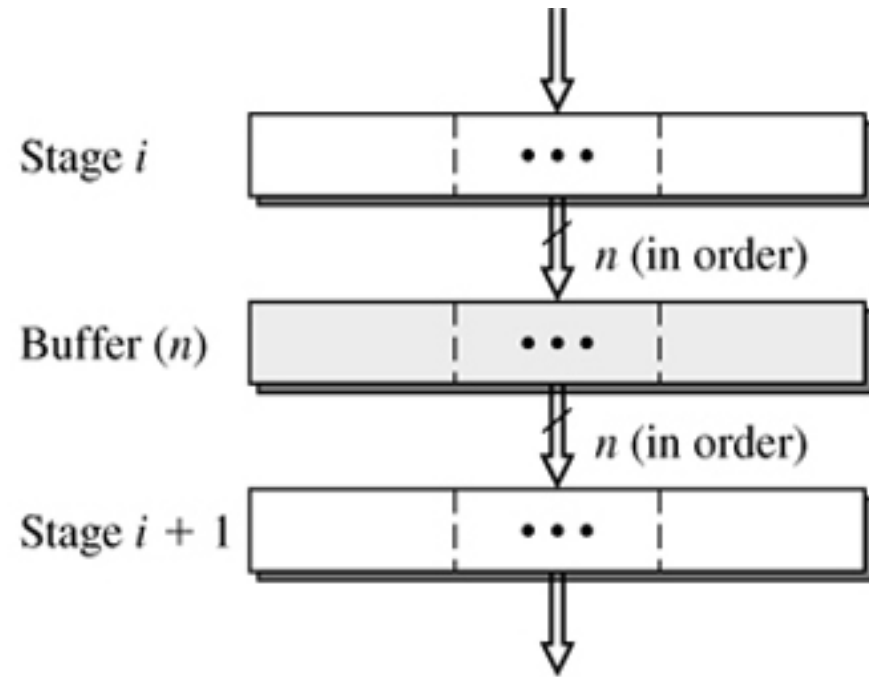 Stage i
• • •
n (in order)
Buffer (n)
• • •
n (in order)
Stage i + 1
• • •